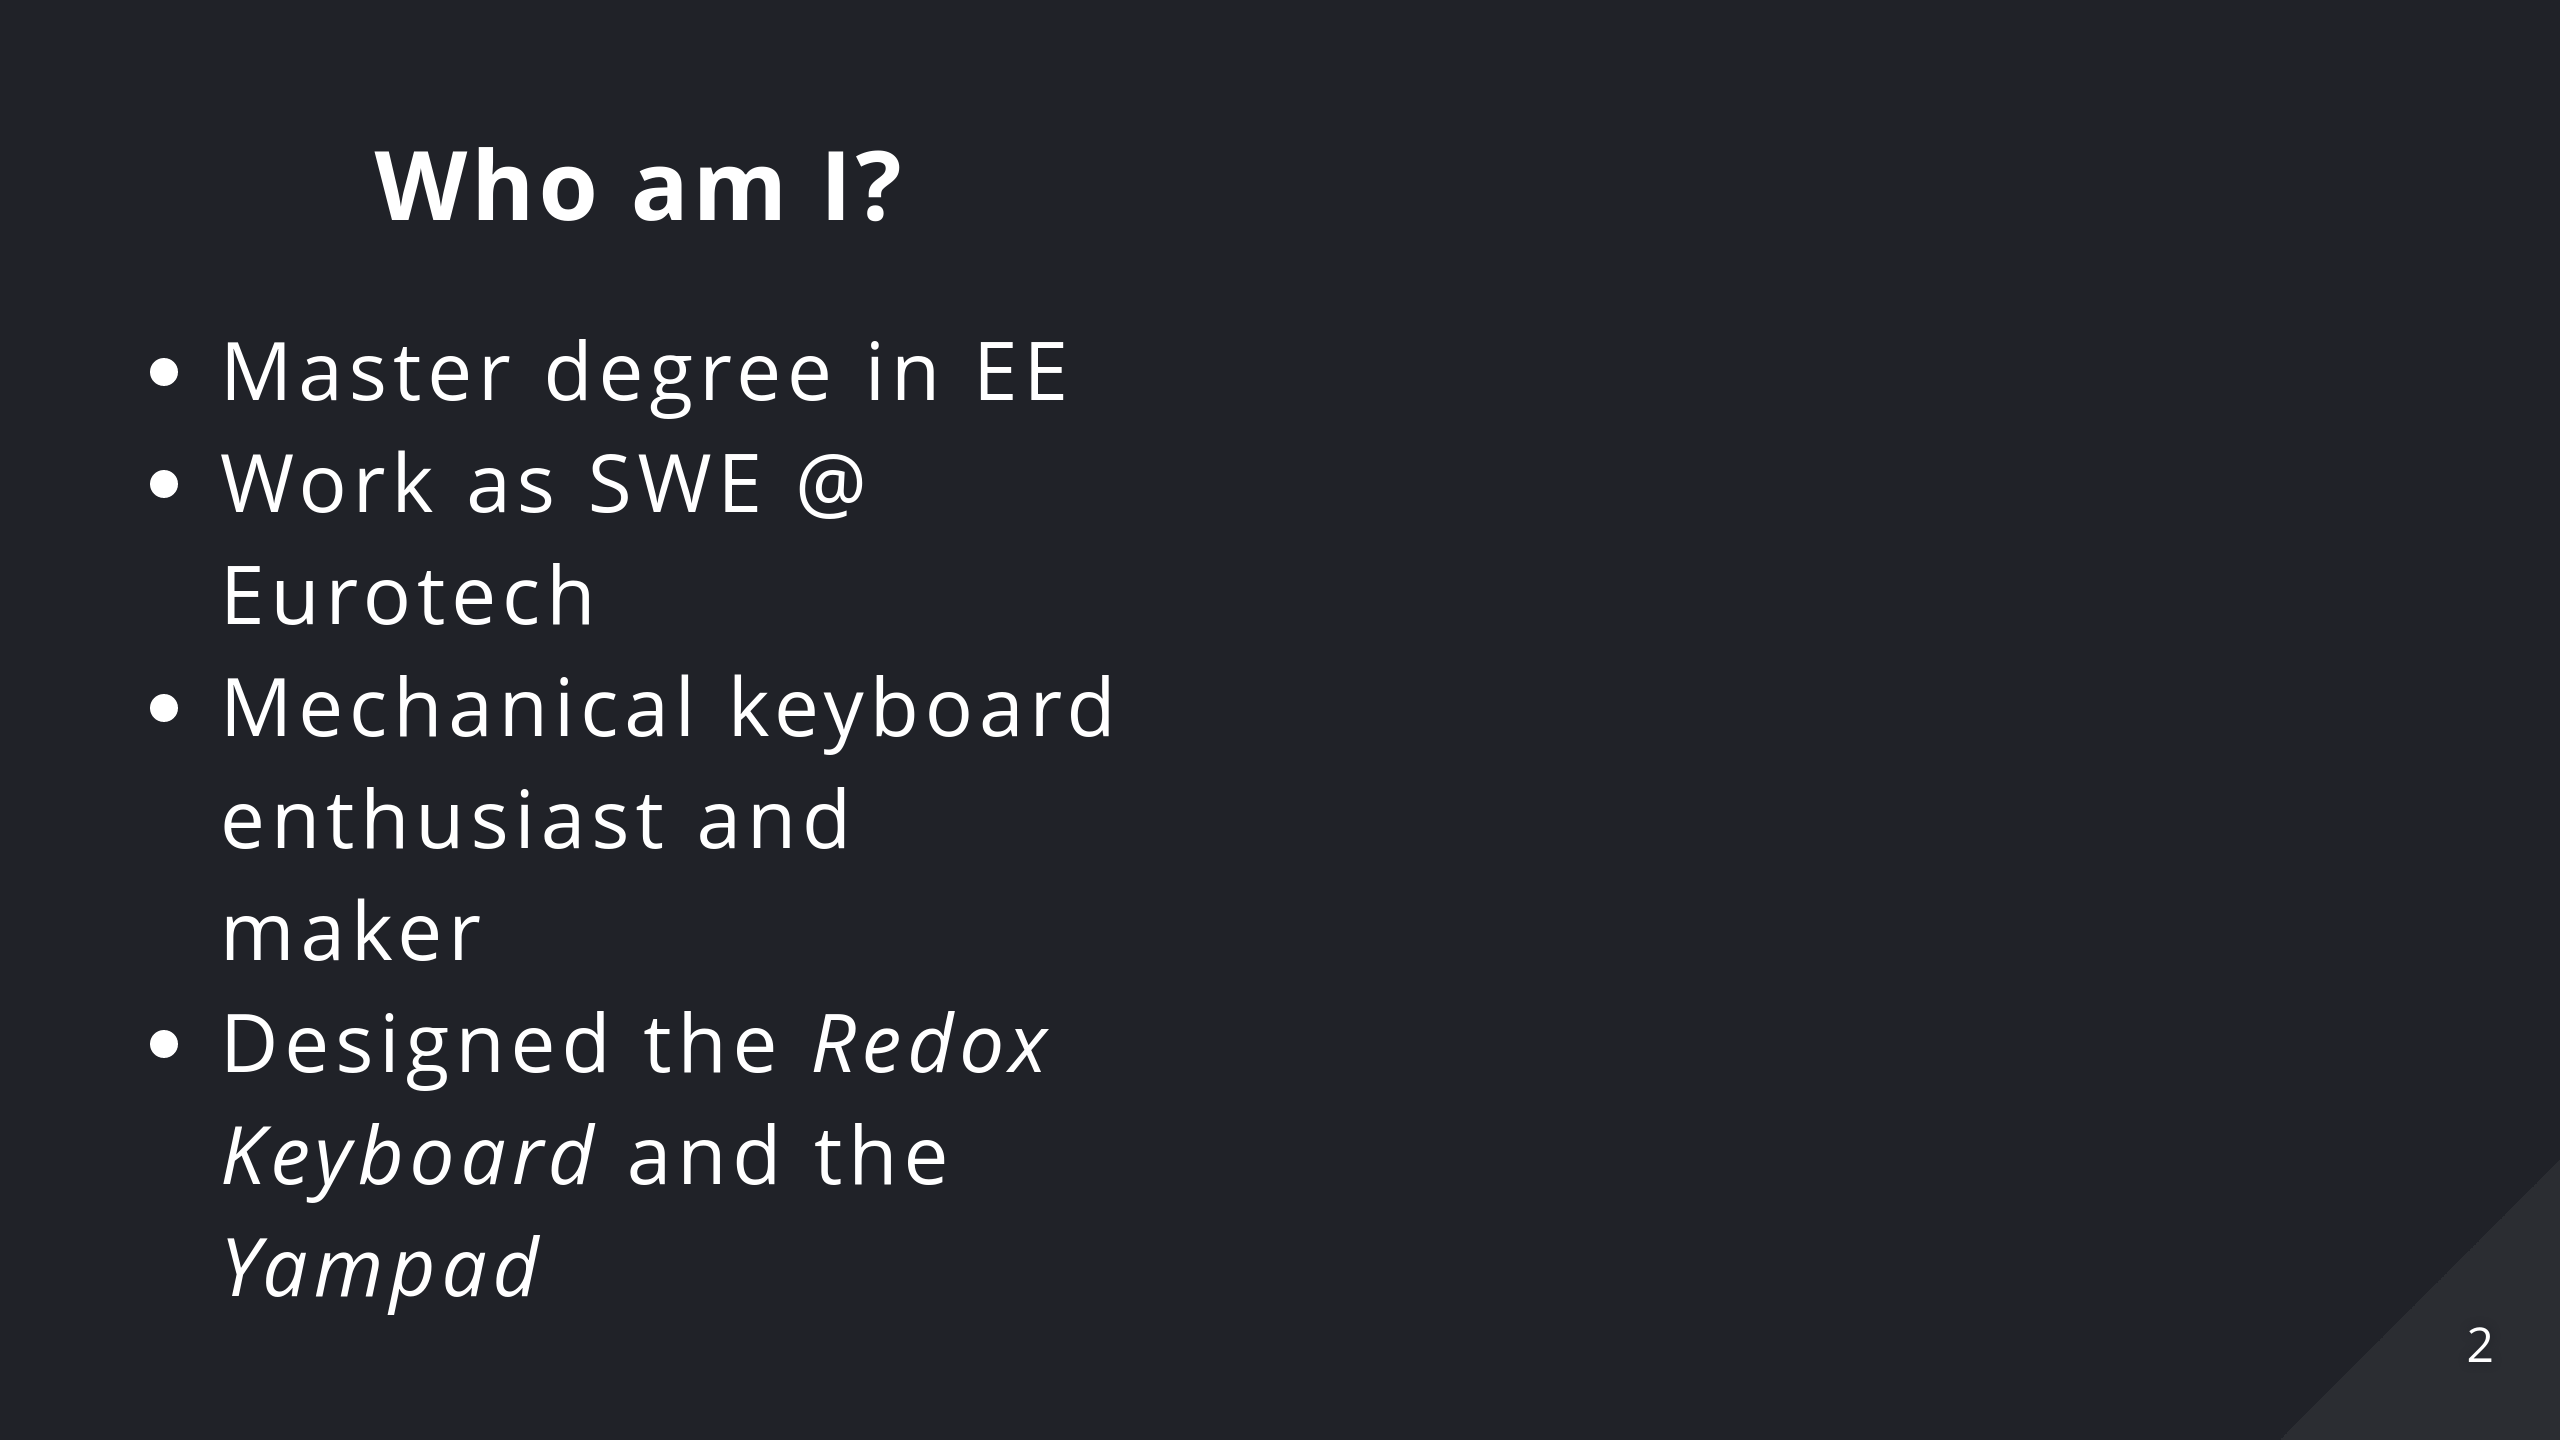 Who am I?
Master degree in EE
Work as SWE @
Eurotech
Mechanical keyboard
enthusiast and
maker
Designed the Redox
Keyboard and the
Yampad
2